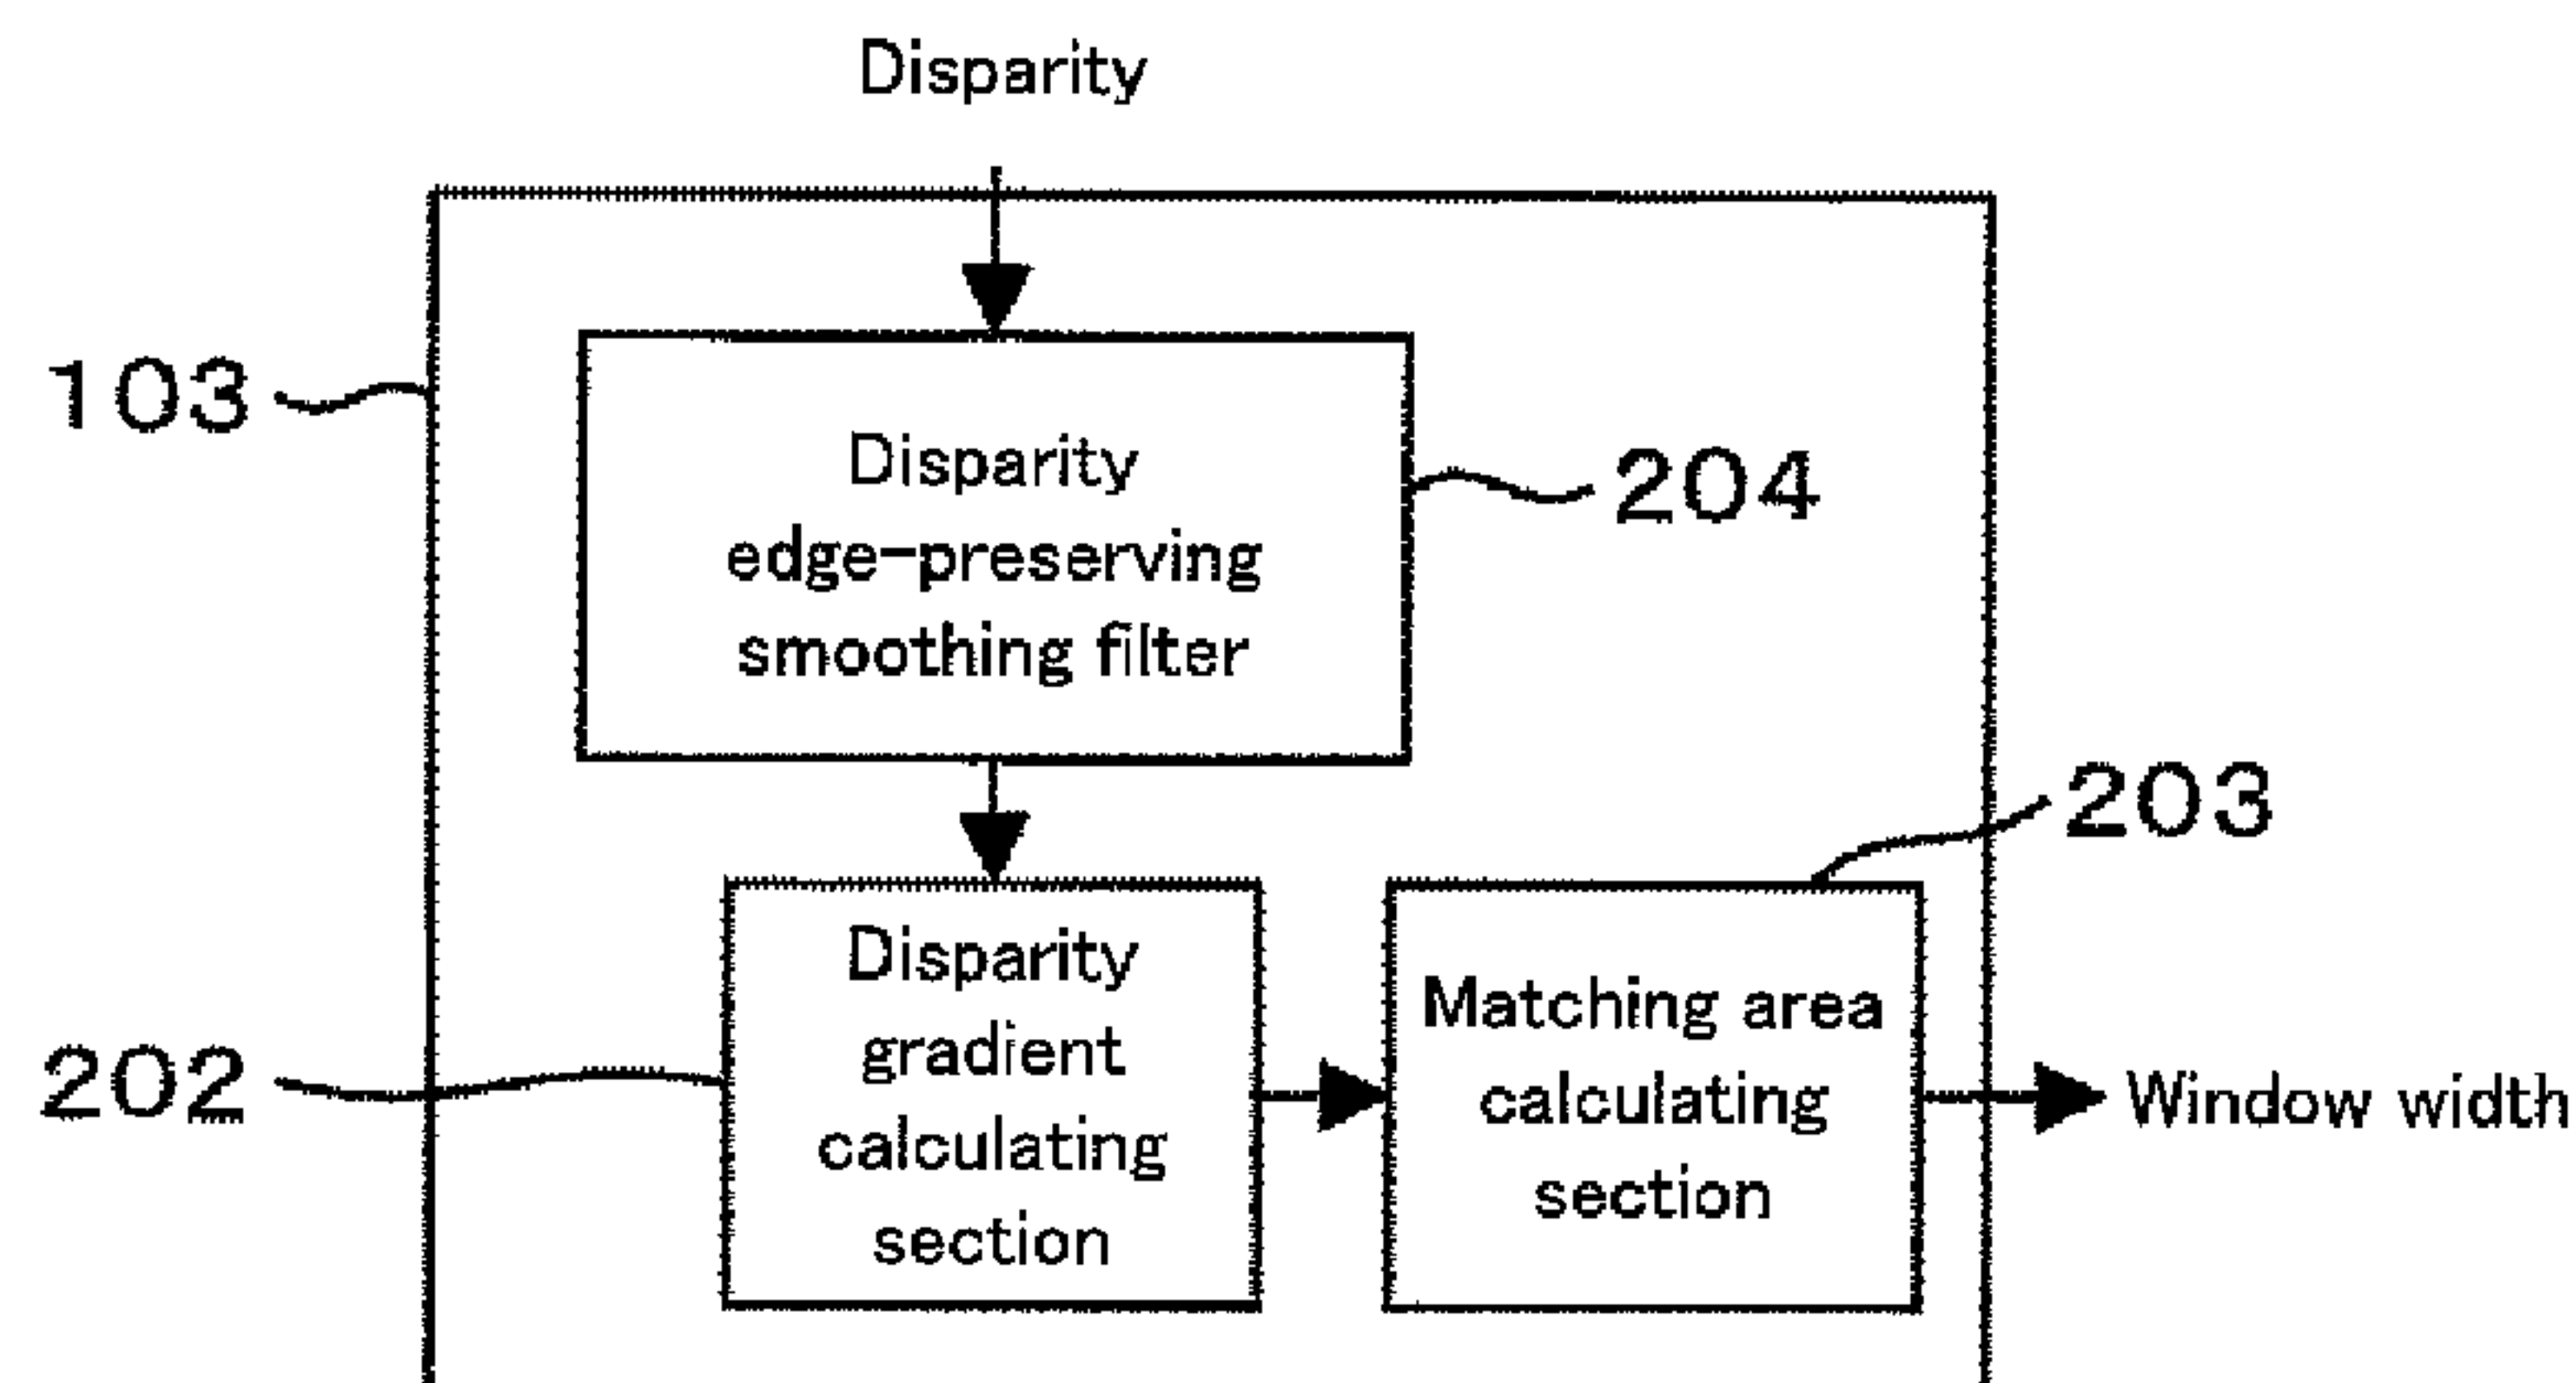 Disparity
103
Disparity
edge-preserving
smoothing filter
204
203
Disparity
gradient
calculating
section
202
Matching area
calculating
section
Window width